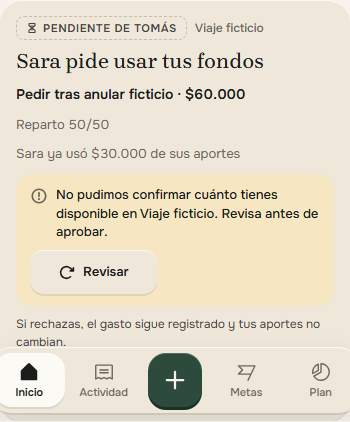 PENDIENTE DE TOMÁS Viaje ficticio
Sara pide usar tus fondos
Pedir tras anular ficticio · $60.000
Reparto 50/50
Sara ya usó $30.000 de sus aportes
No pudimos confirmar cuánto tienes
disponible en Viaje ficticio. Revisa antes de
aprobar.
Revisar
Si rechazas, el gasto sigue registrado y tus aportes no
cambian.
Inicio Actividad Metas Plan